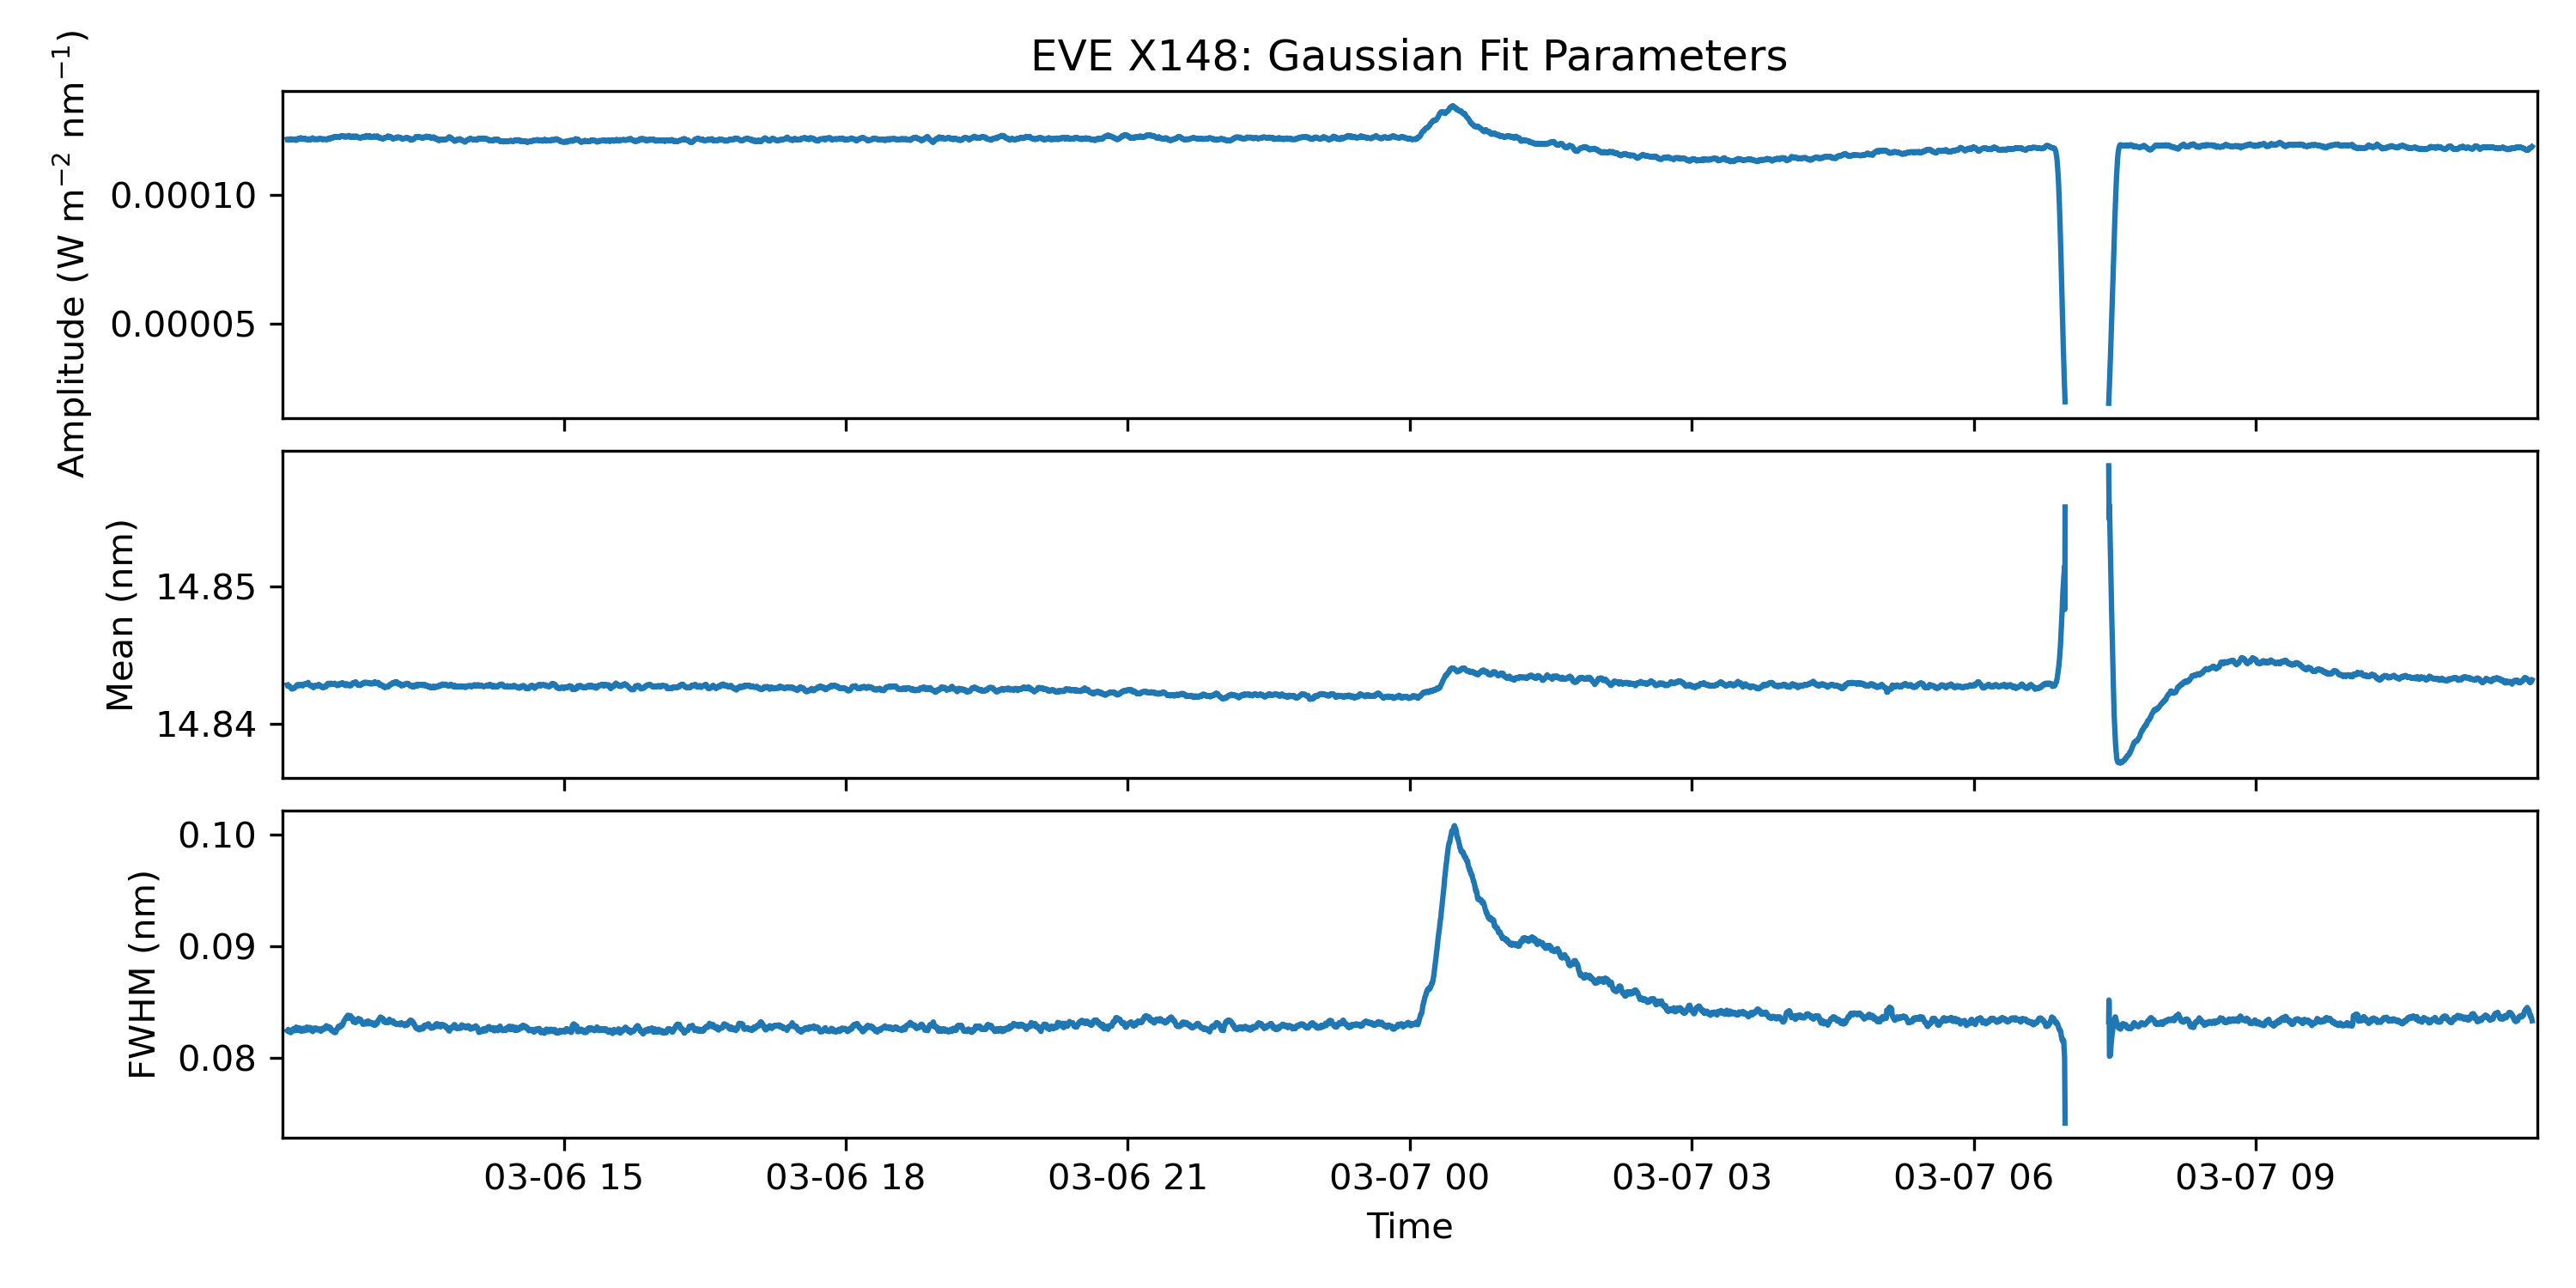 EVE X148: Gaussian Fit Parameters
Amplitude (W m⁻² nm⁻¹)
0.00010
0.00005
Mean (nm)
14.85
14.84
FWHM (nm)
0.10
0.09
0.08
03-06 15 03-06 18 03-06 21 03-07 00 03-07 03 03-07 06 03-07 09
Time